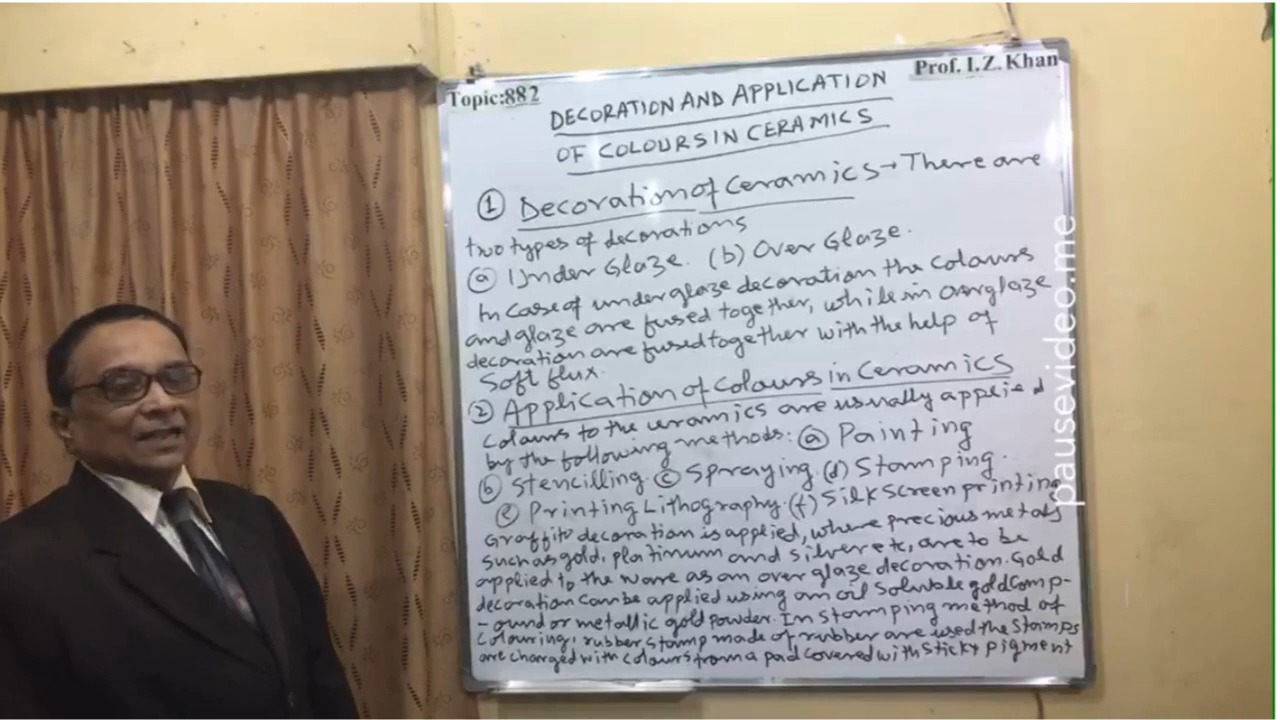 Topic:882
Prof. I.Z. Khan
DECORATION AND APPLICATION
OF COLOURS IN CERAMICS
① Decoration of Ceramics → There are
two types of decorations
ⓐ Under Glaze. (b) Over Glaze.
In case of underglaze decoration the colours
and glaze are fused together, while in overglaze
decoration are fused together with the help of
Soft flux.
② Application of Colours in Ceramics
Colours to the ceramics are usually applied
by the following methods: ⓐ Painting
ⓑ Stencilling ⓒ Spraying (d) Stamping.
ⓔ Printing Lithography. (f) Silk Screen printing
Graffito decoration is applied, where precious metals
such as gold, platinum and silver etc, are to be
applied to the ware as an over glaze decoration. Gold
decoration can be applied using an oil soluble gold comp-
-ound or metallic gold powder. In Stamping method of
Colouring, rubber stamp made of rubber are used the Stamps
are charged with colours from a pad covered with sticky pigment
pausevideo.me